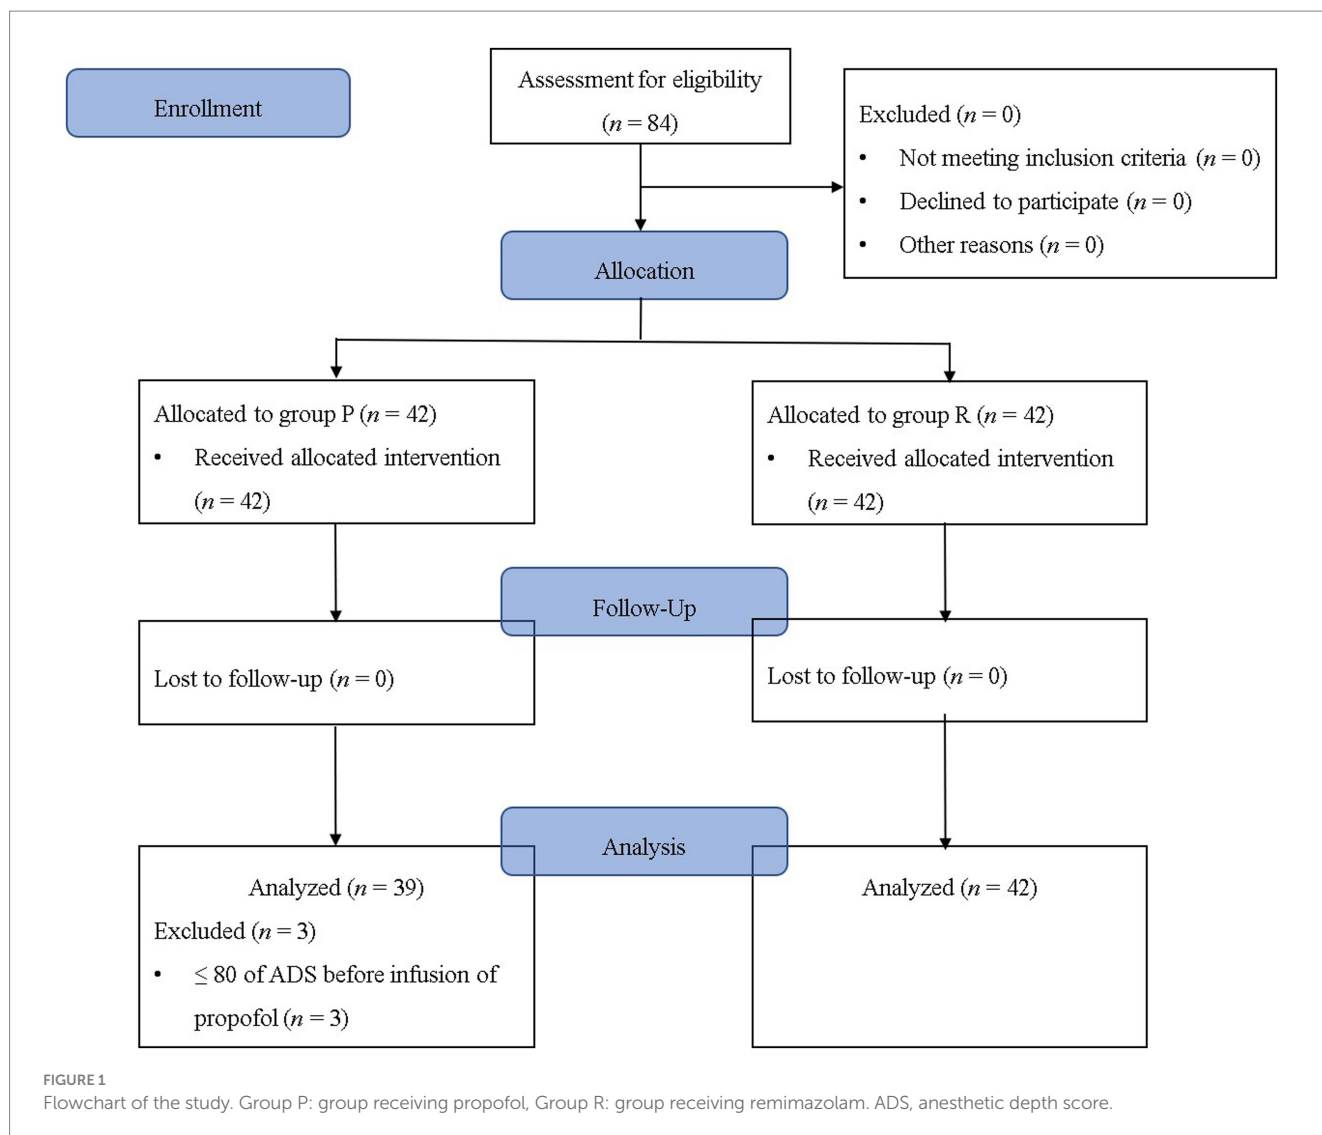 Enrollment
Assessment for eligibility
(n = 84)
Excluded (n = 0)
• Not meeting inclusion criteria (n = 0)
• Declined to participate (n = 0)
• Other reasons (n = 0)
Allocation
Allocated to group P (n = 42)
• Received allocated intervention
(n = 42)
Allocated to group R (n = 42)
• Received allocated intervention
(n = 42)
Follow-Up
Lost to follow-up (n = 0)
Lost to follow-up (n = 0)
Analysis
Analyzed (n = 39)
Excluded (n = 3)
• ≤ 80 of ADS before infusion of
propofol (n = 3)
Analyzed (n = 42)
FIGURE 1
Flowchart of the study. Group P: group receiving propofol, Group R: group receiving remimazolam. ADS, anesthetic depth score.